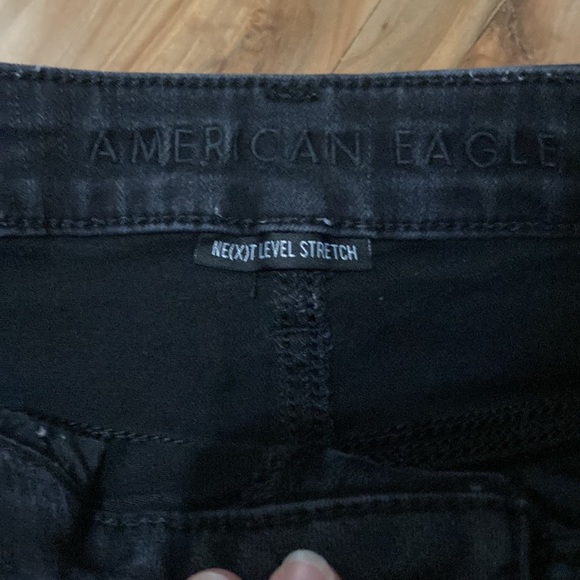 AMERICAN EAGLE
NE(X)T LEVEL STRETCH